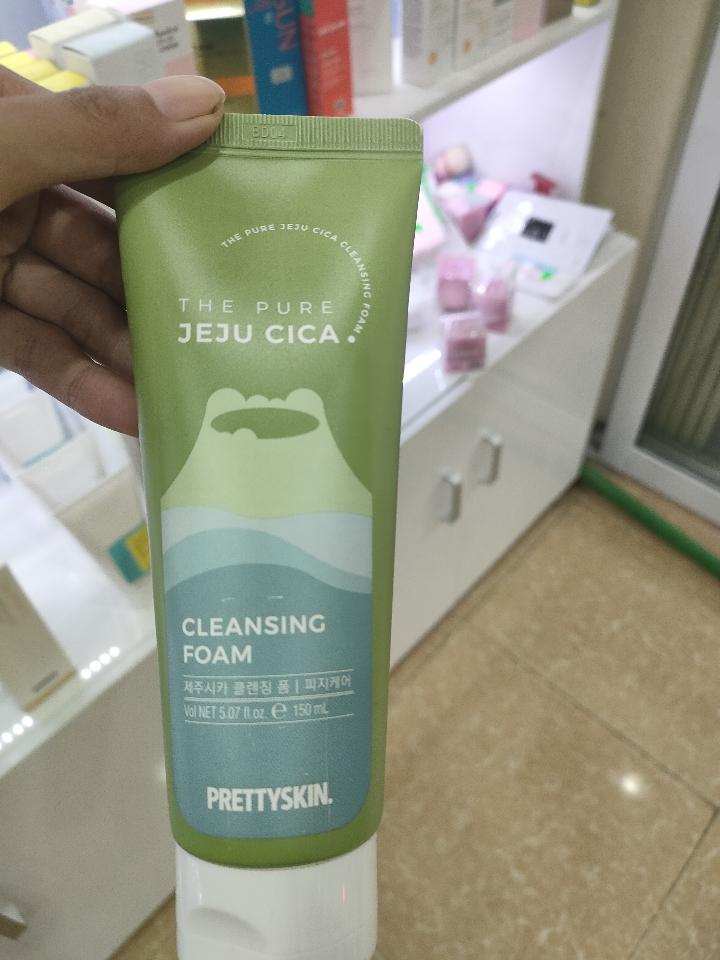 BD04
THE PURE JEJU CICA CLEANSING FOAM
THE PURE
JEJU CICA
CLEANSING
FOAM
제주시카 클렌징 폼 | 피지케어
Vol NET 5.07 fl.oz. ℮ 150 mL
PRETTYSKIN.